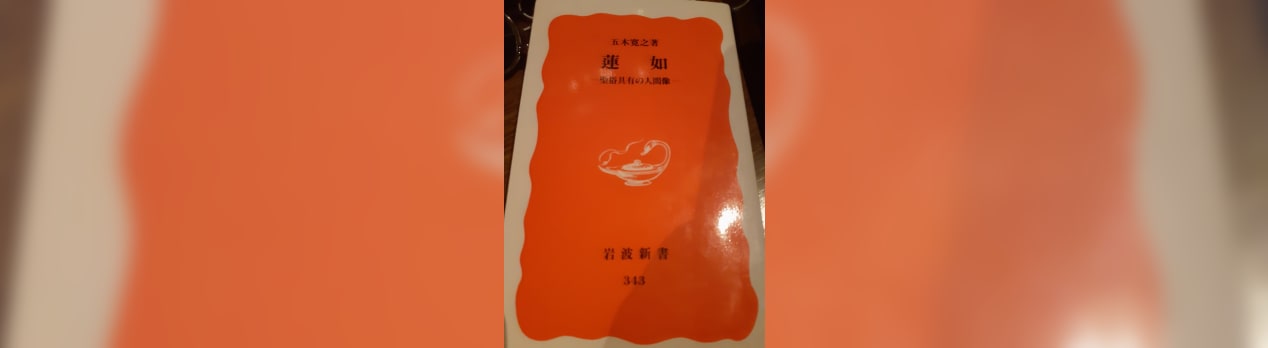 五木寛之著
蓮如
—聖俗具有の人間像—
岩波新書
343